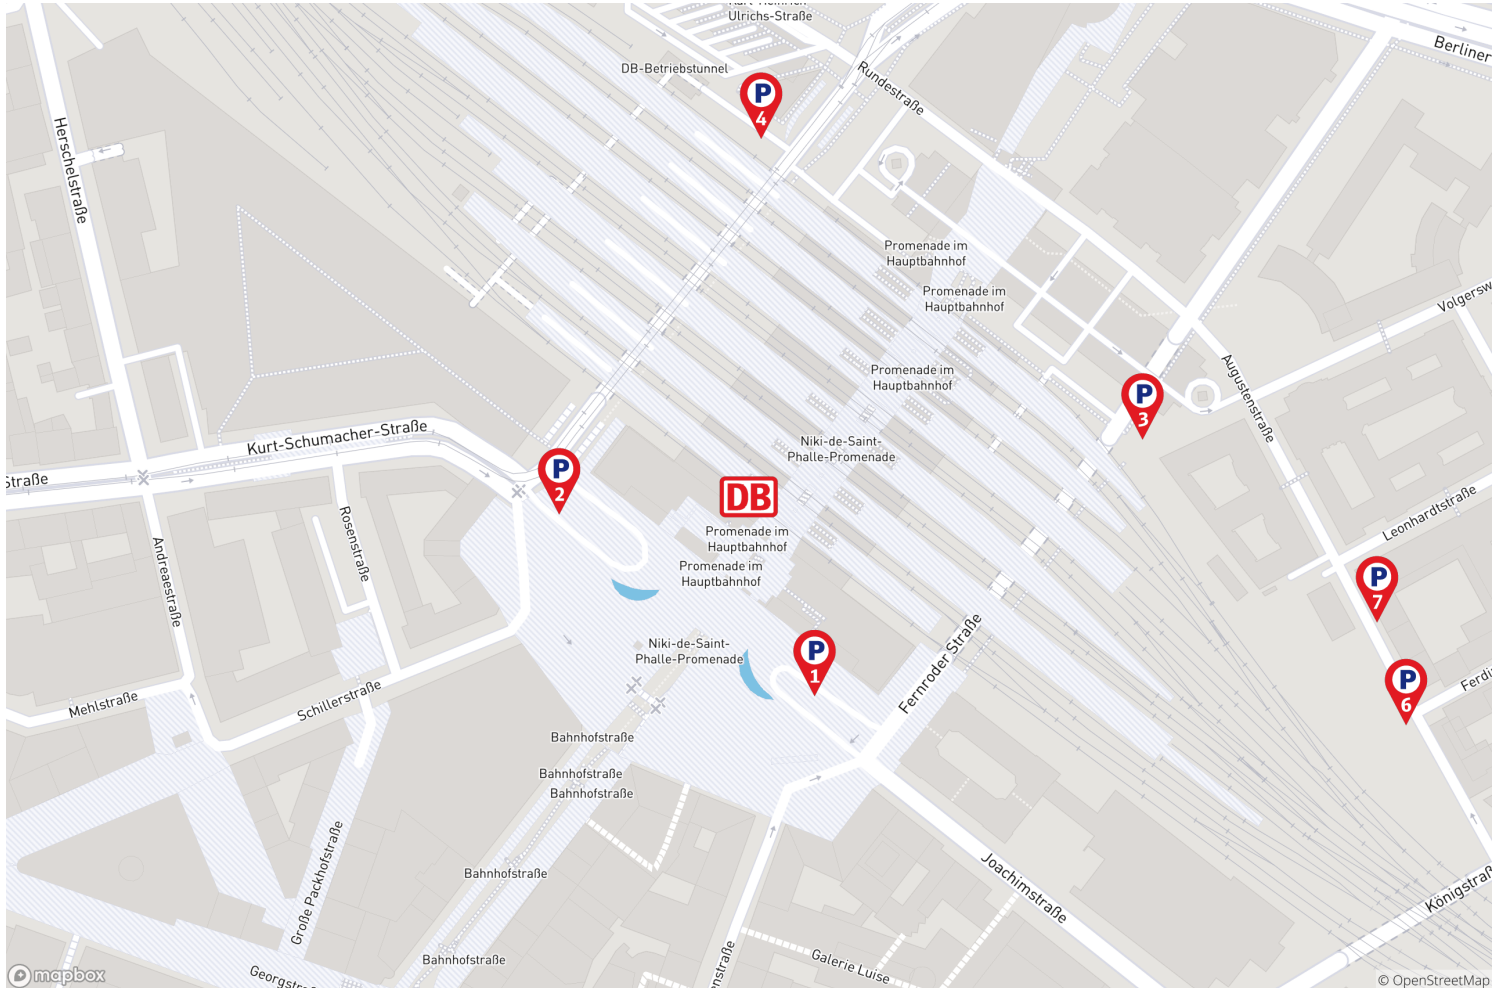 Ulrichs-Straße
Berliner
DB-Betriebstunnel
P
4
Rundestraße
Herschelstraße
Promenade im
Hauptbahnhof
Promenade im
Hauptbahnhof
Promenade im
Hauptbahnhof
Augustenstraße
P
3
Kurt-Schumacher-Straße
Niki-de-Saint-
Phalle-Promenade
Straße
P
2
DB
Promenade im
Hauptbahnhof
Promenade im
Hauptbahnhof
Rosenstraße
Andreaestraße
Leonhardtstraße
P
7
Niki-de-Saint-
Phalle-Promenade
P
1
Fernroder Straße
P
6
Mehlstraße
Schillerstraße
Bahnhofstraße
Bahnhofstraße
Bahnhofstraße
Bahnhofstraße
Große Packhofstraße
Joachimstraße
Galerie Luise
Bahnhofstraße
mapbox
© OpenStreetMap